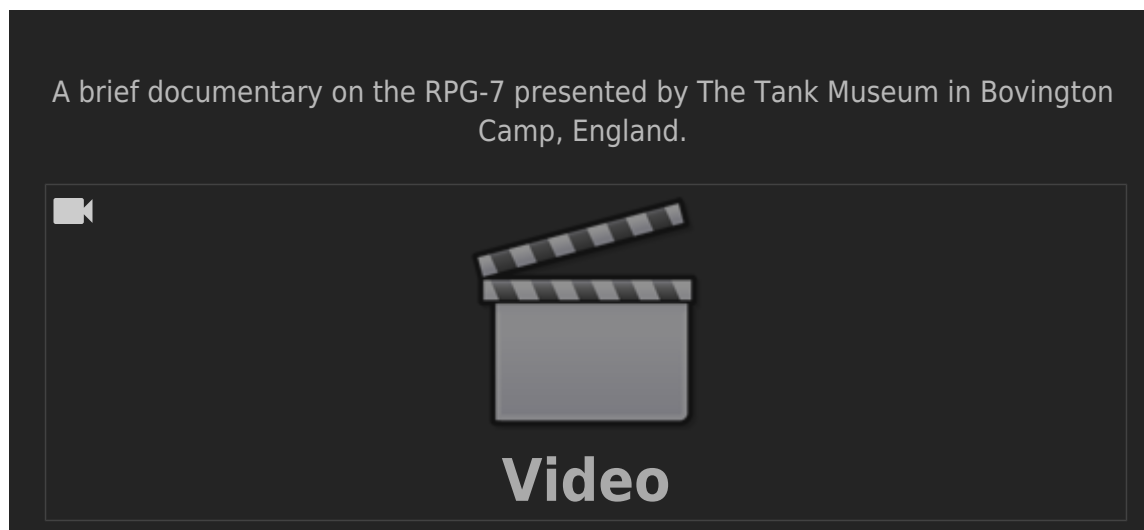 A brief documentary on the RPG-7 presented by The Tank Museum in Bovington
Camp, England.
Video